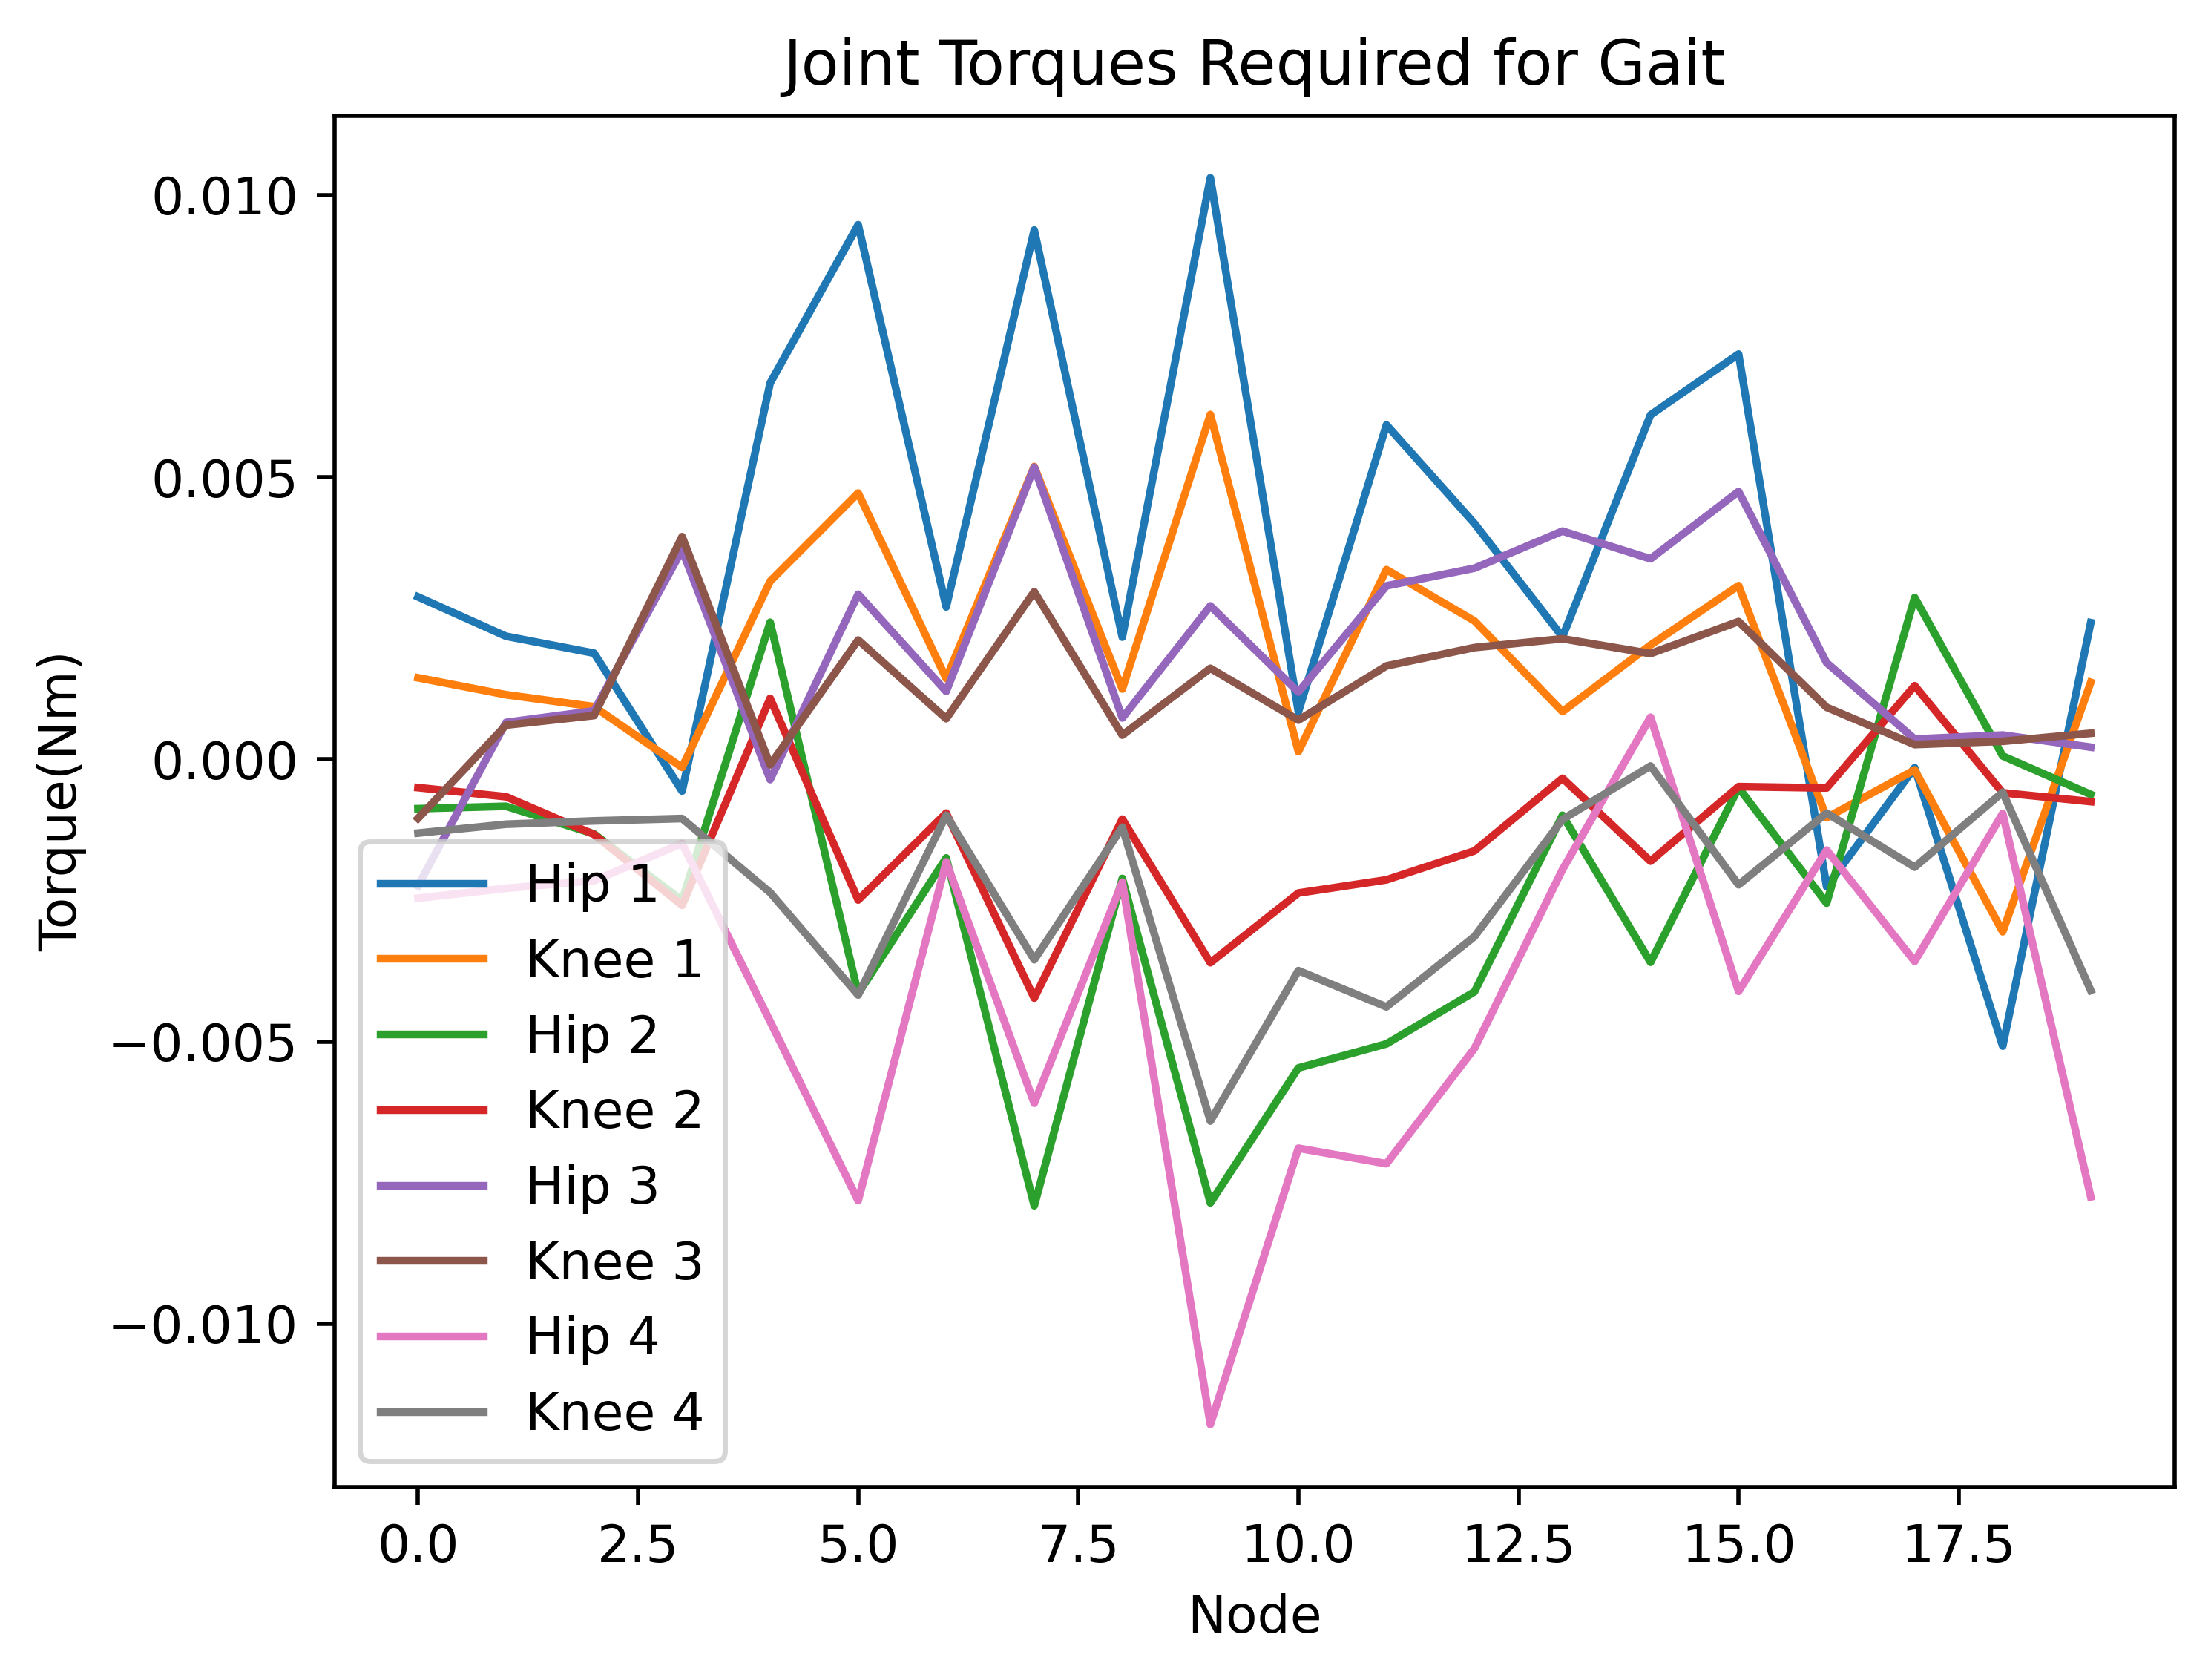 Joint Torques Required for Gait
Torque(Nm)
0.010
0.005
0.000
−0.005
−0.010
Hip 1
Knee 1
Hip 2
Knee 2
Hip 3
Knee 3
Hip 4
Knee 4
0.0 2.5 5.0 7.5 10.0 12.5 15.0 17.5
Node